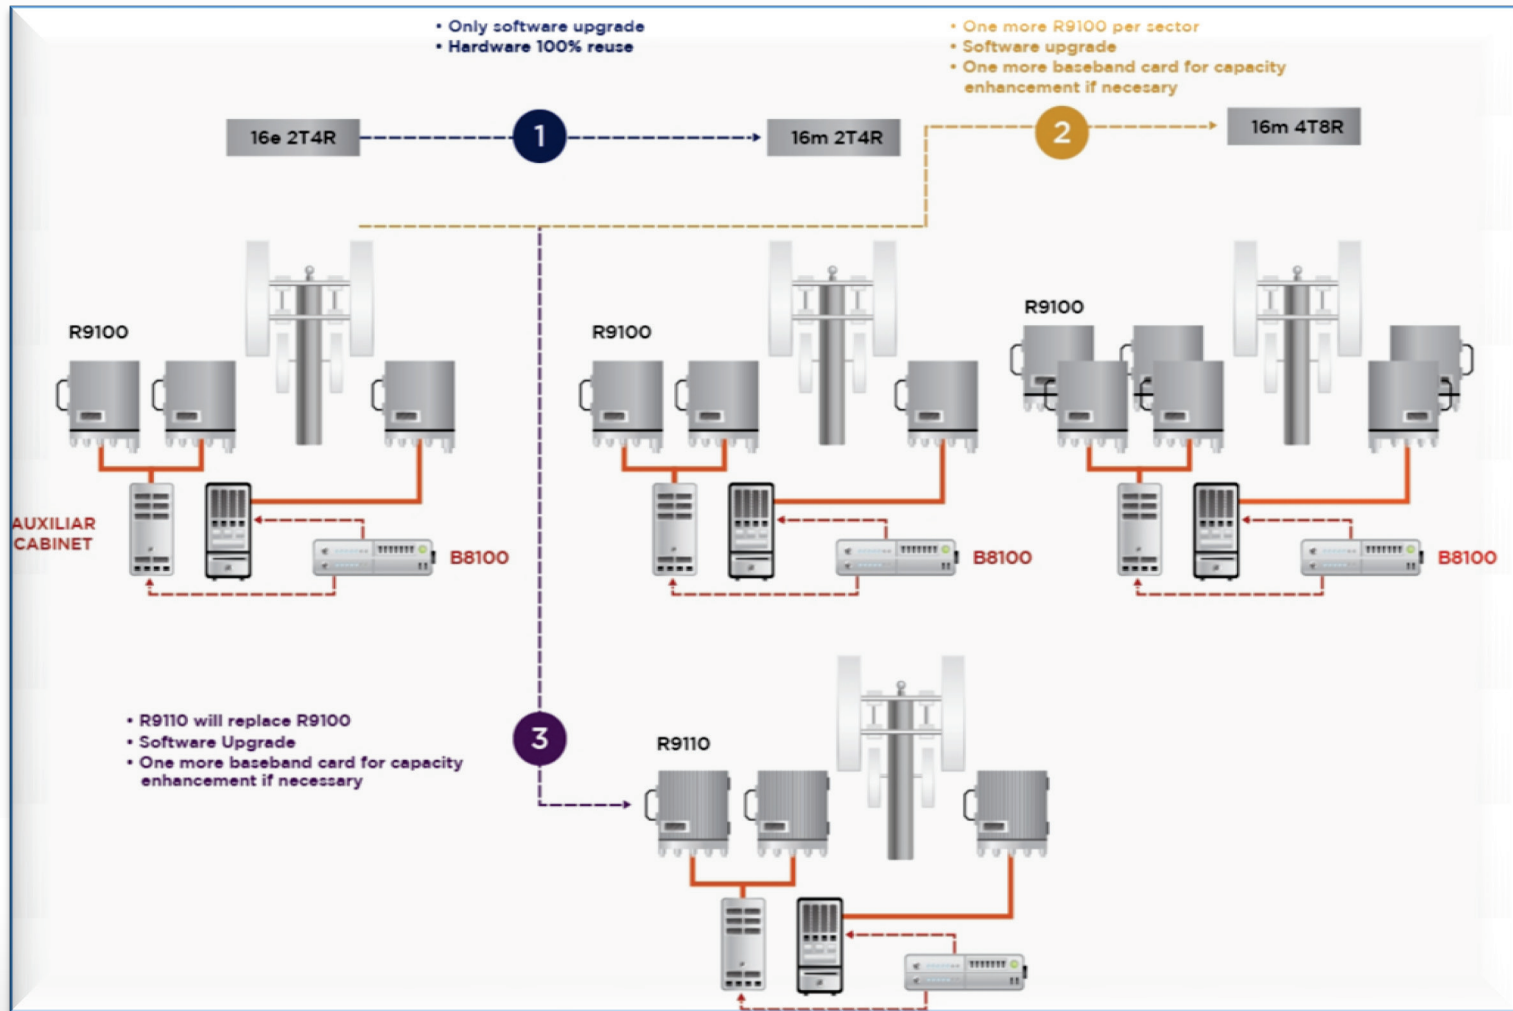 • Only software upgrade
• Hardware 100% reuse
• One more R9100 per sector
• Software upgrade
• One more baseband card for capacity
enhancement if necesary
16e 2T4R
1
16m 2T4R
2
16m 4T8R
R9100
R9100
R9100
AUXILIAR
CABINET
B8100
B8100
B8100
• R9110 will replace R9100
• Software Upgrade
• One more baseband card for capacity
enhancement if necessary
3
R9110